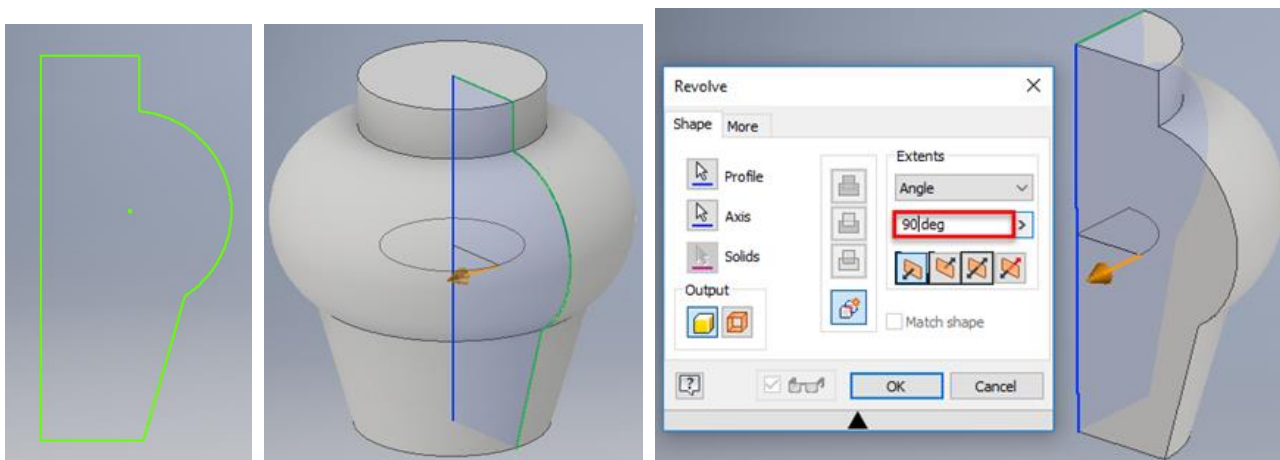 Revolve
Shape More
Extents
Profile
Angle
Axis
90 deg >
Solids
Output
Match shape
?
OK Cancel